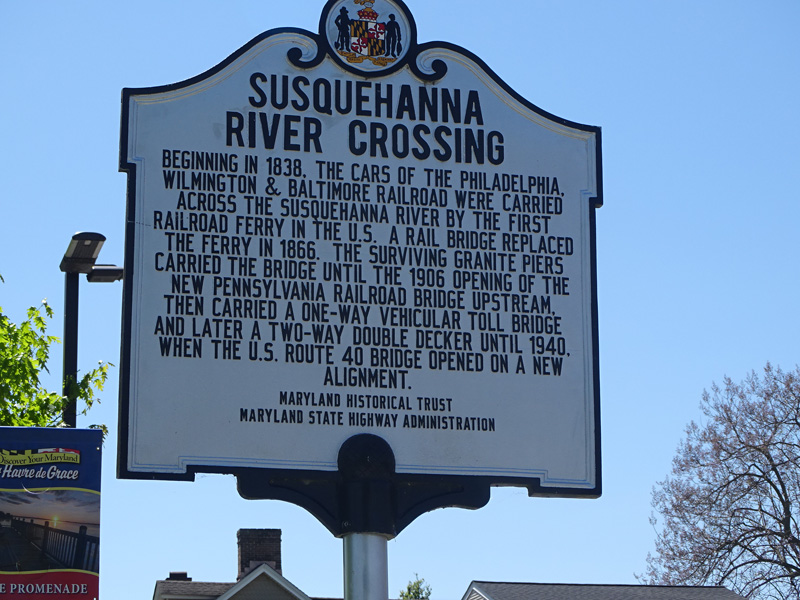 SUSQUEHANNA
RIVER CROSSING
BEGINNING IN 1838, THE CARS OF THE PHILADELPHIA,
WILMINGTON & BALTIMORE RAILROAD WERE CARRIED
ACROSS THE SUSQUEHANNA RIVER BY THE FIRST
RAILROAD FERRY IN THE U.S. A RAIL BRIDGE REPLACED
THE FERRY IN 1866. THE SURVIVING GRANITE PIERS
CARRIED THE BRIDGE UNTIL THE 1906 OPENING OF THE
NEW PENNSYLVANIA RAILROAD BRIDGE UPSTREAM,
THEN CARRIED A ONE-WAY VEHICULAR TOLL BRIDGE
AND LATER A TWO-WAY DOUBLE DECKER UNTIL 1940,
WHEN THE U.S. ROUTE 40 BRIDGE OPENED ON A NEW
ALIGNMENT.
MARYLAND HISTORICAL TRUST
MARYLAND STATE HIGHWAY ADMINISTRATION
Discover Your Maryland
Havre de Grace
PROMENADE